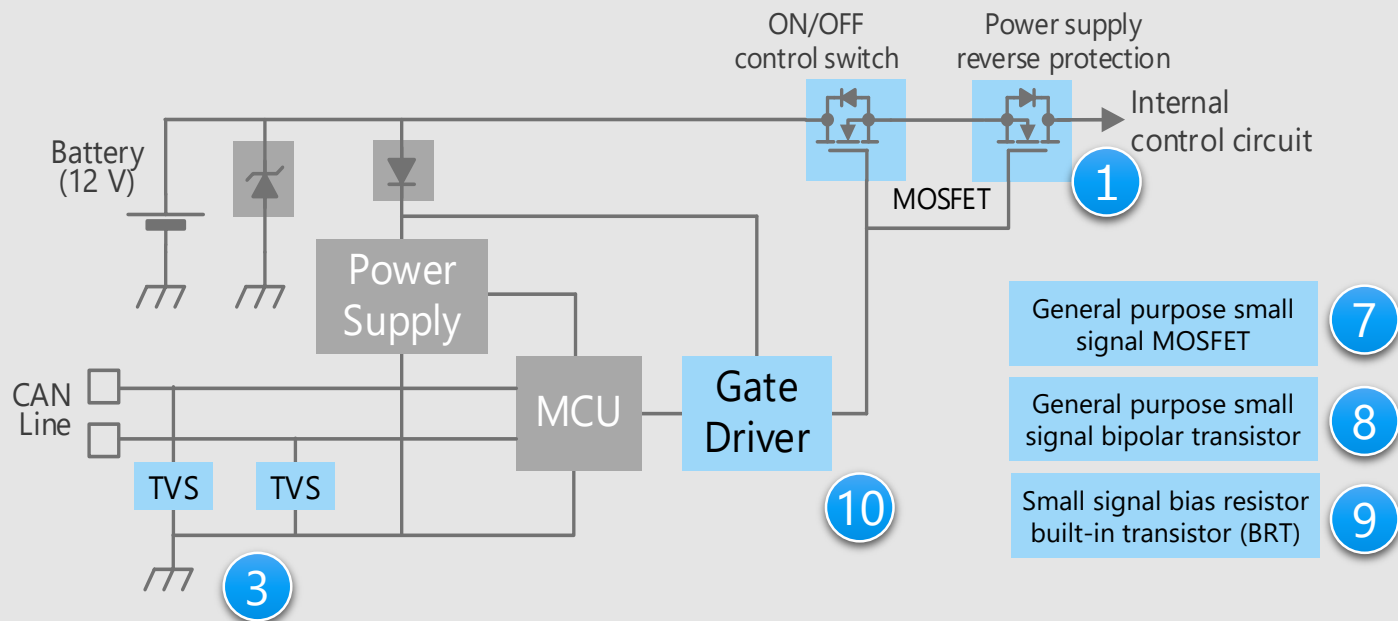 ON/OFF
control switch
Power supply
reverse protection
Internal
control circuit
Battery
(12 V)
MOSFET
1
Power
Supply
General purpose small
signal MOSFET
7
CAN
Line
MCU
Gate
Driver
General purpose small
signal bipolar transistor
8
TVS
TVS
10
Small signal bias resistor
built-in transistor (BRT)
9
3